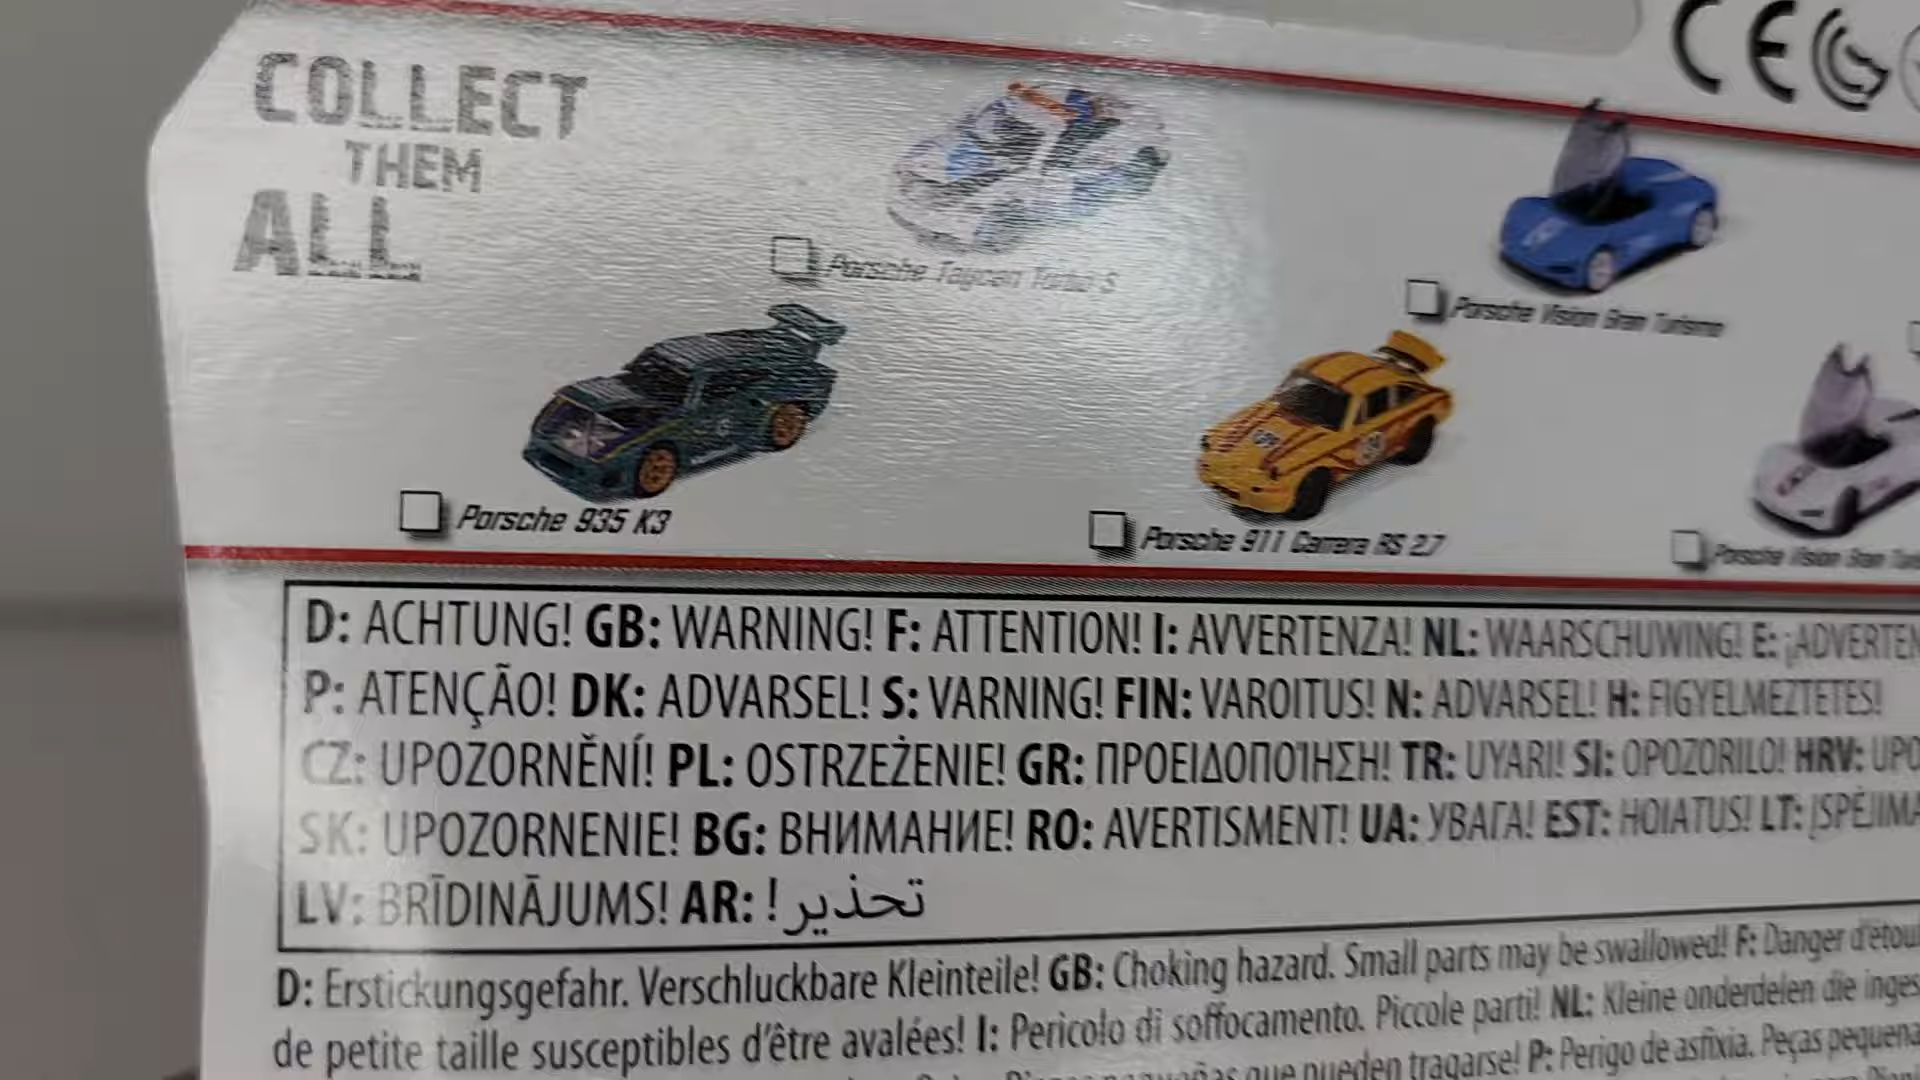 COLLECT
THEM
ALL
CE
Porsche Taycan Turbo S
Porsche Vision Gran Turismo
Porsche 935 K3
Porsche 911 Carrera RS 2.7
Porsche Vision Gran
D: ACHTUNG! GB: WARNING! F: ATTENTION! I: AVVERTENZA! NL: WAARSCHUWING! E: ¡ADVERTEN
P: ATENÇÃO! DK: ADVARSEL! S: VARNING! FIN: VAROITUS! N: ADVARSEL! H: FIGYELMEZTETES!
CZ: UPOZORNĚNÍ! PL: OSTRZEŻENIE! GR: ΠΡΟΕΙΔΟΠΟΊΗΣΗ! TR: UYARI! SI: OPOZORILO! HRV: UPO
SK: UPOZORNENIE! BG: ВНИМАНИЕ! RO: AVERTISMENT! UA: УВАГА! EST: HOIATUS! LT: ĮSPĖJIMA
LV: BRĪDINĀJUMS! AR: تحذير!
D: Erstickungsgefahr. Verschluckbare Kleinteile! GB: Choking hazard. Small parts may be swallowed! F: Danger d'étou
de petite taille susceptibles d'être avalées! I: Pericolo di soffocamento. Piccole parti! NL: Kleine onderdelen die inges
que pueden tragarse! P: Perigo de asfixia. Peças pequena